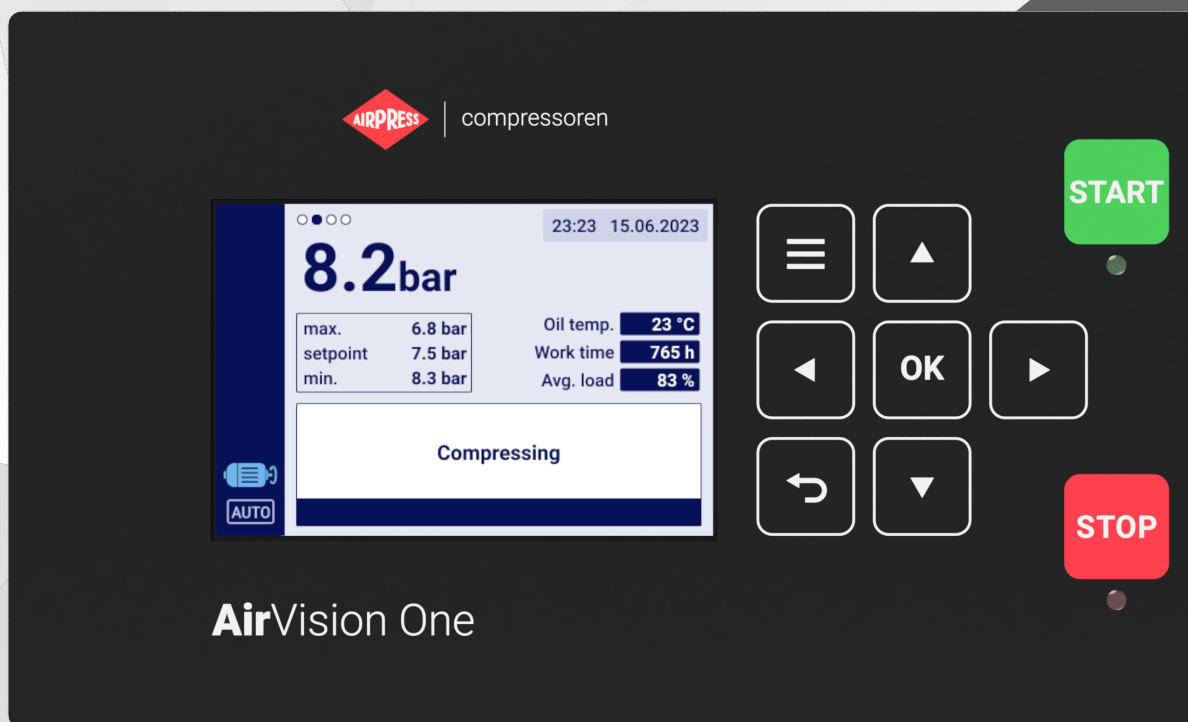 AIRPRESS compressoren
START
23:23 15.06.2023
8.2bar
max. 6.8 bar
setpoint 7.5 bar
min. 8.3 bar
Oil temp. 23 °C
Work time 765 h
Avg. load 83 %
OK
Compressing
AUTO
STOP
AirVision One